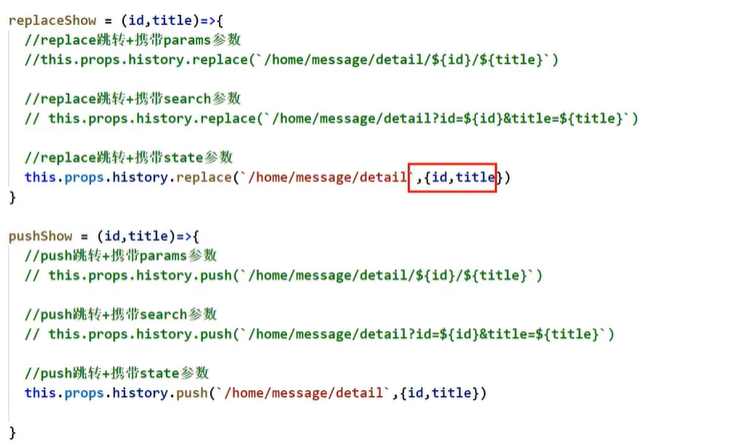 replaceShow = (id,title)=>{
//replace跳转+携带params参数
//this.props.history.replace(`/home/message/detail/${id}/${title}`)
//replace跳转+携带search参数
// this.props.history.replace(`/home/message/detail?id=${id}&title=${title}`)
//replace跳转+携带state参数
this.props.history.replace(`/home/message/detail`,{id,title})
}
pushShow = (id,title)=>{
//push跳转+携带params参数
// this.props.history.push(`/home/message/detail/${id}/${title}`)
//push跳转+携带search参数
// this.props.history.push(`/home/message/detail?id=${id}&title=${title}`)
//push跳转+携带state参数
this.props.history.push(`/home/message/detail`,{id,title})
}